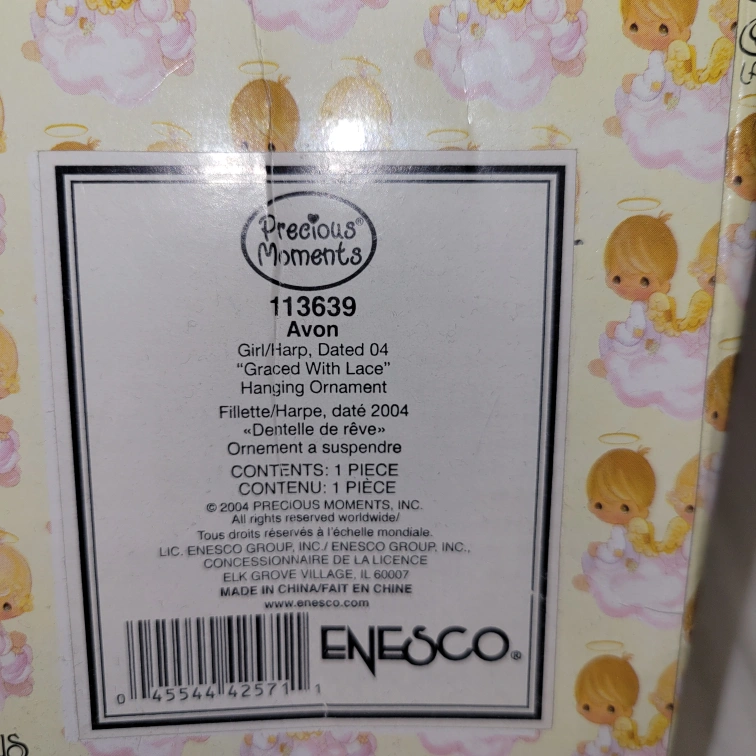 Precious®
Moments
113639
Avon
Girl/Harp, Dated 04
"Graced With Lace"
Hanging Ornament
Fillette/Harpe, daté 2004
«Dentelle de rêve»
Ornement a suspendre
CONTENTS: 1 PIECE
CONTENU: 1 PIÈCE
© 2004 PRECIOUS MOMENTS, INC.
All rights reserved worldwide/
Tous droits réservés à l'échelle mondiale.
LIC. ENESCO GROUP, INC./ ENESCO GROUP, INC.,
CONCESSIONNAIRE DE LA LICENCE
ELK GROVE VILLAGE, IL 60007
MADE IN CHINA/FAIT EN CHINE
www.enesco.com
ENESCO®
0 45544 42571 1